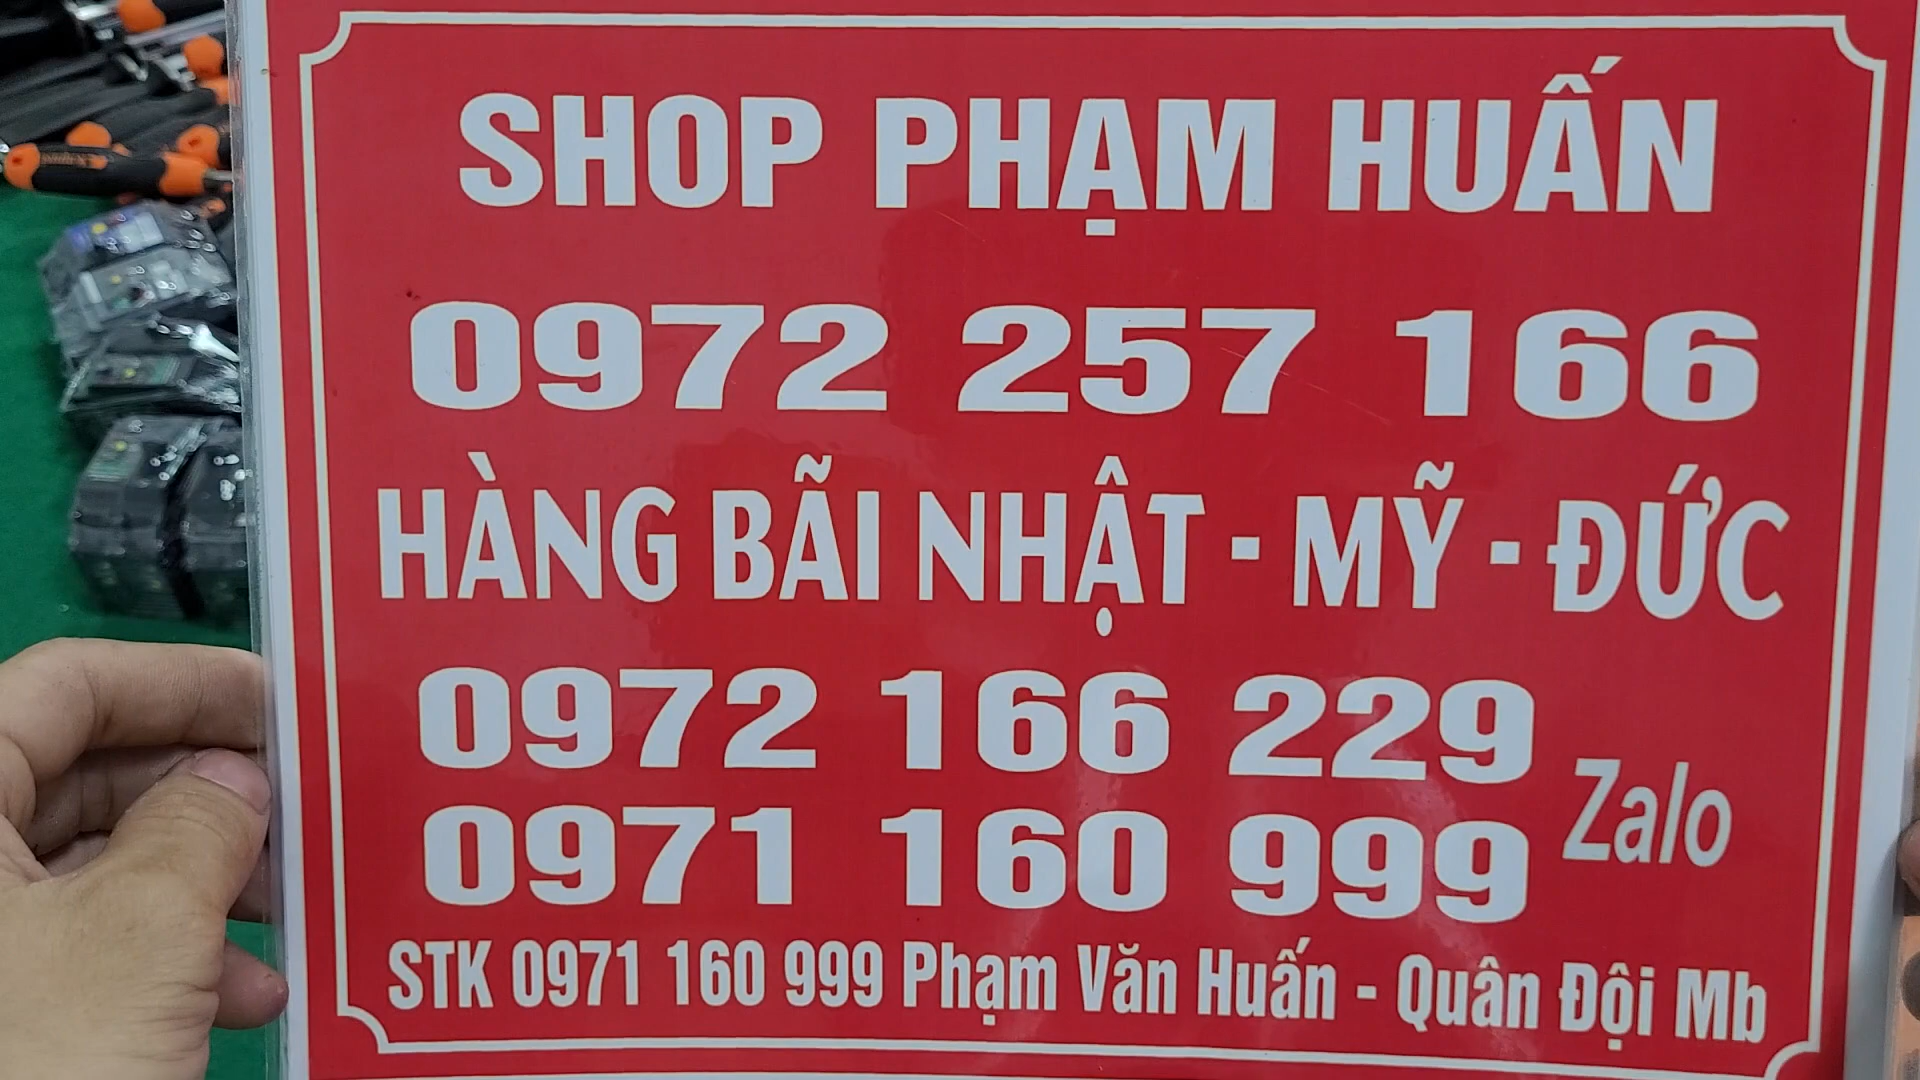 SHOP PHẠM HUẤN
0972 257 166
HÀNG BÃI NHẬT - MỸ - ĐỨC
0972 166 229
0971 160 999
Zalo
STK 0971 160 999 Phạm Văn Huấn - Quân Đội Mb